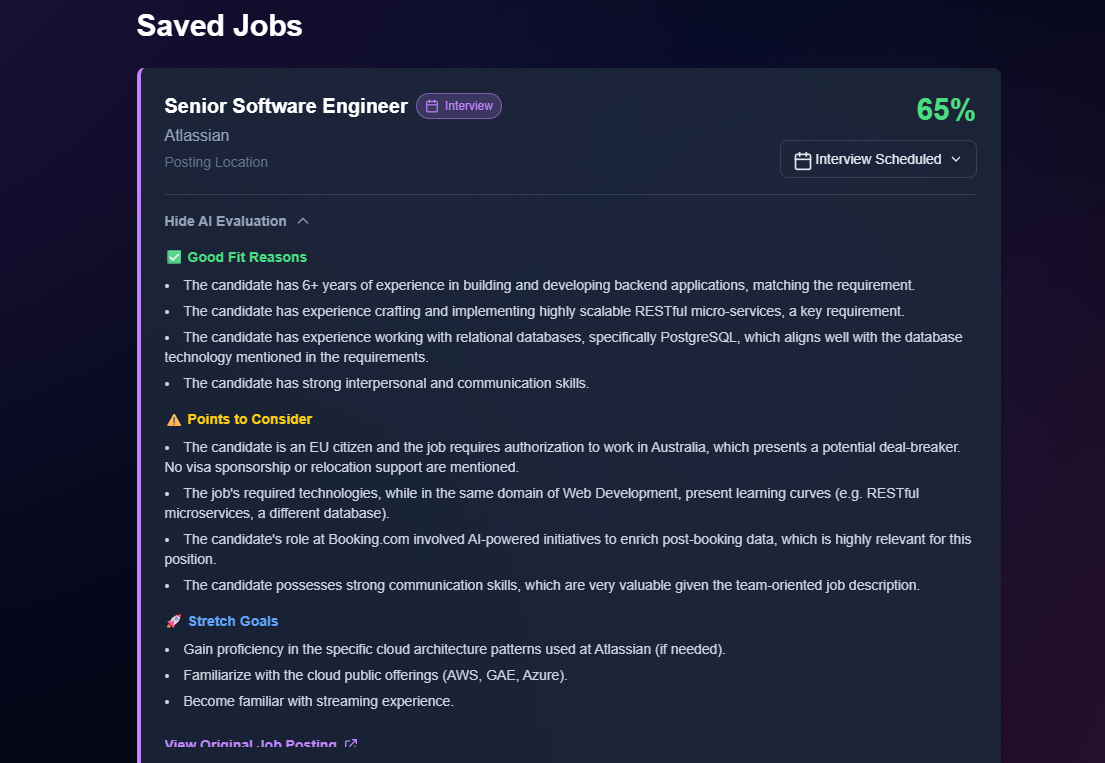 Saved Jobs
Senior Software Engineer Interview
65%
Atlassian
Posting Location
Interview Scheduled
Hide AI Evaluation
Good Fit Reasons
• The candidate has 6+ years of experience in building and developing backend applications, matching the requirement.
• The candidate has experience crafting and implementing highly scalable RESTful micro-services, a key requirement.
• The candidate has experience working with relational databases, specifically PostgreSQL, which aligns well with the database
technology mentioned in the requirements.
• The candidate has strong interpersonal and communication skills.
Points to Consider
• The candidate is an EU citizen and the job requires authorization to work in Australia, which presents a potential deal-breaker.
No visa sponsorship or relocation support are mentioned.
• The job's required technologies, while in the same domain of Web Development, present learning curves (e.g. RESTful
microservices, a different database).
• The candidate's role at Booking.com involved AI-powered initiatives to enrich post-booking data, which is highly relevant for this
position.
• The candidate possesses strong communication skills, which are very valuable given the team-oriented job description.
Stretch Goals
• Gain proficiency in the specific cloud architecture patterns used at Atlassian (if needed).
• Familiarize with the cloud public offerings (AWS, GAE, Azure).
• Become familiar with streaming experience.
View Original Job Posting